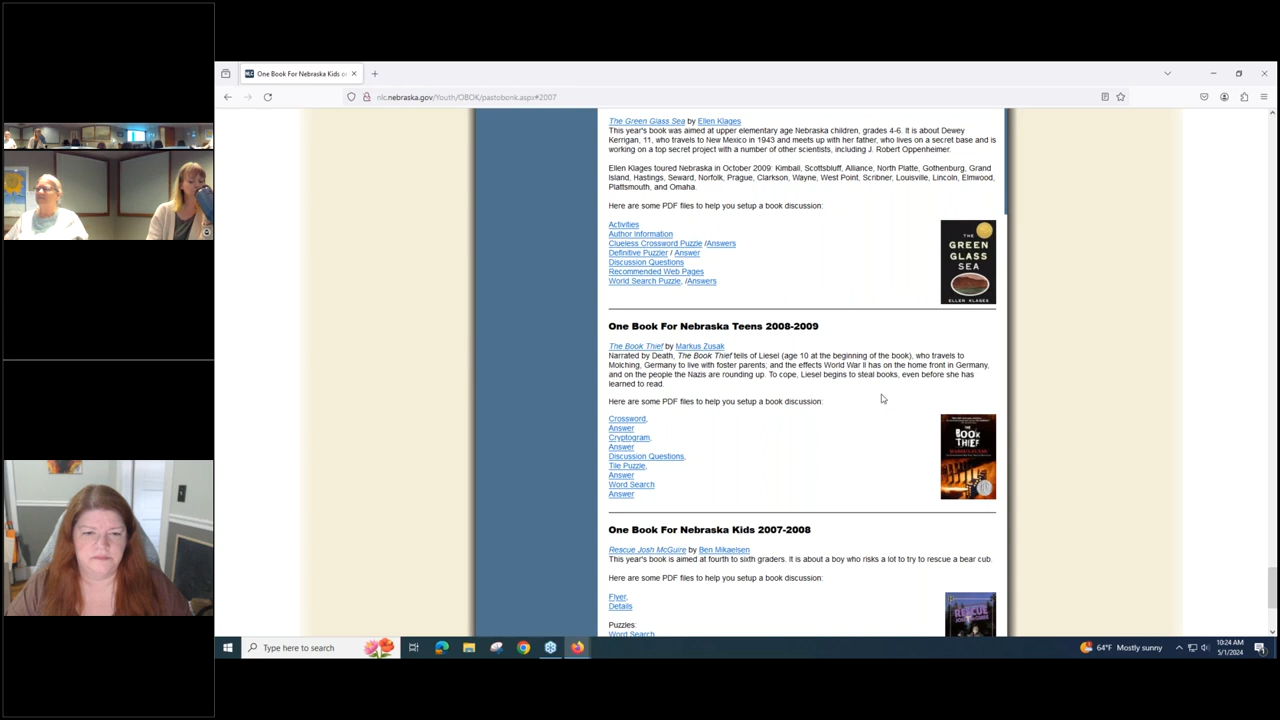 One Book For Nebraska Kids o
nlc.nebraska.gov/Youth/OBOK/pastobonk.aspx#2007
The Green Glass Sea by Ellen Klages
This year's book was aimed at upper elementary age Nebraska children, grades 4-6. It is about Dewey
Kerrigan, 11, who travels to New Mexico in 1943 and meets up with her father, who lives on a secret base and is
working on a top secret project with a number of other scientists, including J. Robert Oppenheimer.
Ellen Klages toured Nebraska in October 2009: Kimball, Scottsbluff, Alliance, North Platte, Gothenburg, Grand
Island, Hastings, Seward, Norfolk, Prague, Clarkson, Wayne, West Point, Scribner, Louisville, Lincoln, Elmwood,
Plattsmouth, and Omaha.
Here are some PDF files to help you setup a book discussion:
Activities
Author Information
Clueless Crossword Puzzle /Answers
Definitive Puzzler / Answer
Discussion Questions
Recommended Web Pages
World Search Puzzle, /Answers
THE
GREEN
GLASS
SEA
ELLEN KLAGES
One Book For Nebraska Teens 2008-2009
The Book Thief by Markus Zusak
Narrated by Death, The Book Thief tells of Liesel (age 10 at the beginning of the book), who travels to
Molching, Germany to live with foster parents; and the effects World War II has on the home front in Germany,
and on the people the Nazis are rounding up. To cope, Liesel begins to steal books, even before she has
learned to read.
Here are some PDF files to help you setup a book discussion:
Crossword,
Answer
Cryptogram,
Answer
Discussion Questions,
Tile Puzzle,
Answer
Word Search
Answer
THE
BOOK
THIEF
MARKUS ZUSAK
One Book For Nebraska Kids 2007-2008
Rescue Josh McGuire by Ben Mikaelsen
This year's book is aimed at fourth to sixth graders. It is about a boy who risks a lot to try to rescue a bear cub.
Here are some PDF files to help you setup a book discussion:
Flyer,
Details
Puzzles:
Word Search
RESCUE
Type here to search
64°F Mostly sunny
10:24 AM
5/1/2024